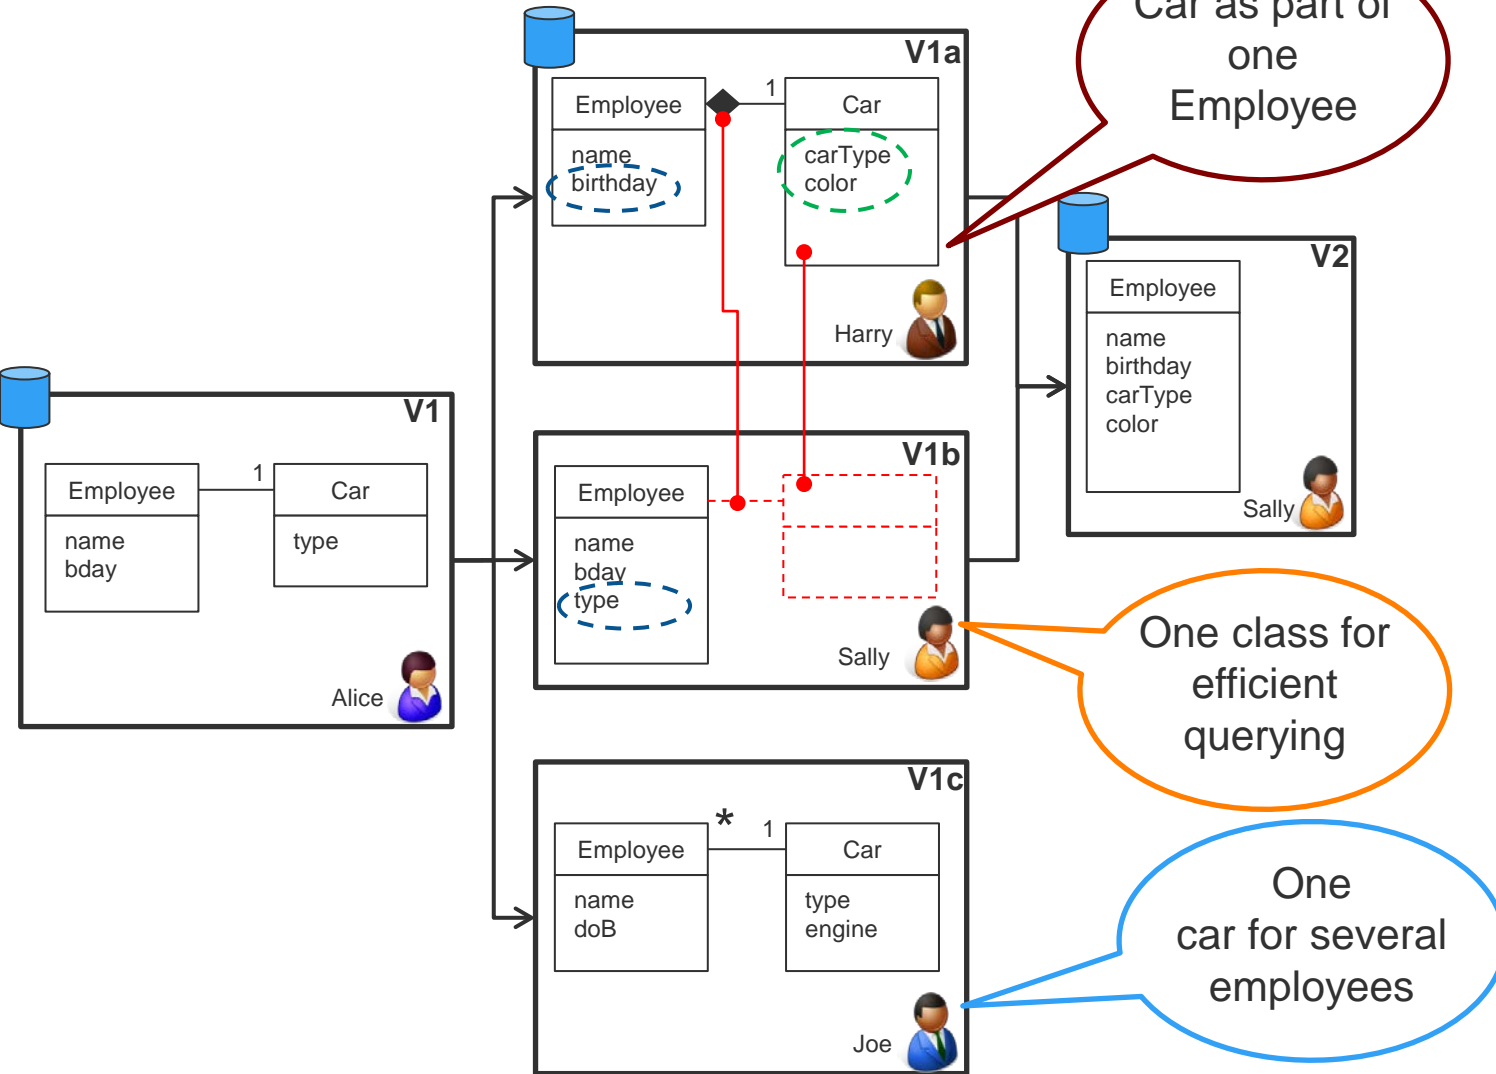 Car as part of
one
Employee
V1a
Employee
1
Car
name
birthday
carType
color
Harry
V2
Employee
name
birthday
carType
color
Sally
V1
Employee
1
Car
name
bday
type
Alice
V1b
Employee
name
bday
type
Sally
One class for
efficient
querying
V1c
Employee
*
1
Car
name
doB
type
engine
Joe
One
car for several
employees